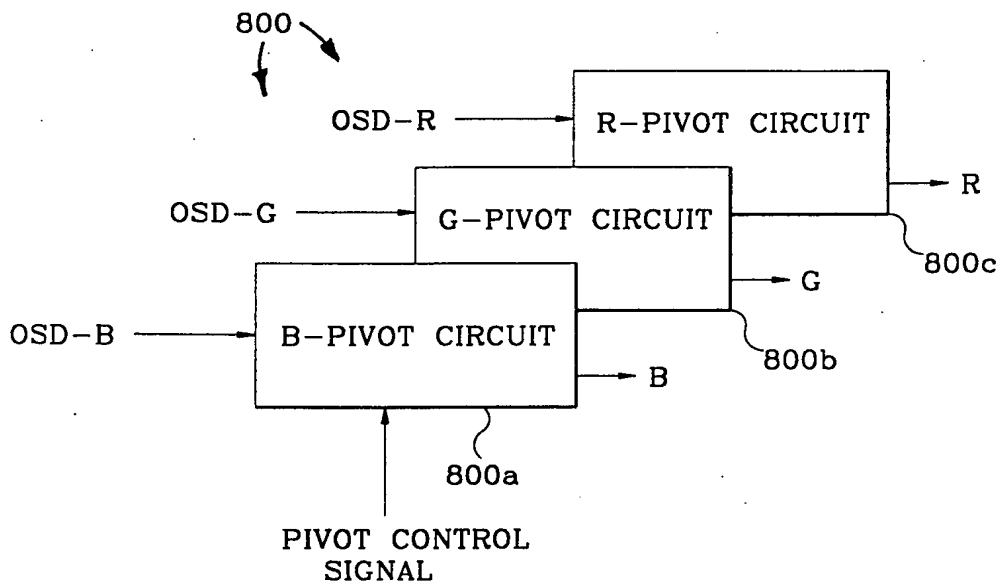 800
OSD-R
R-PIVOT CIRCUIT
R
OSD-G
G-PIVOT CIRCUIT
800c
G
OSD-B
B-PIVOT CIRCUIT
800b
B
800a
PIVOT CONTROL
SIGNAL